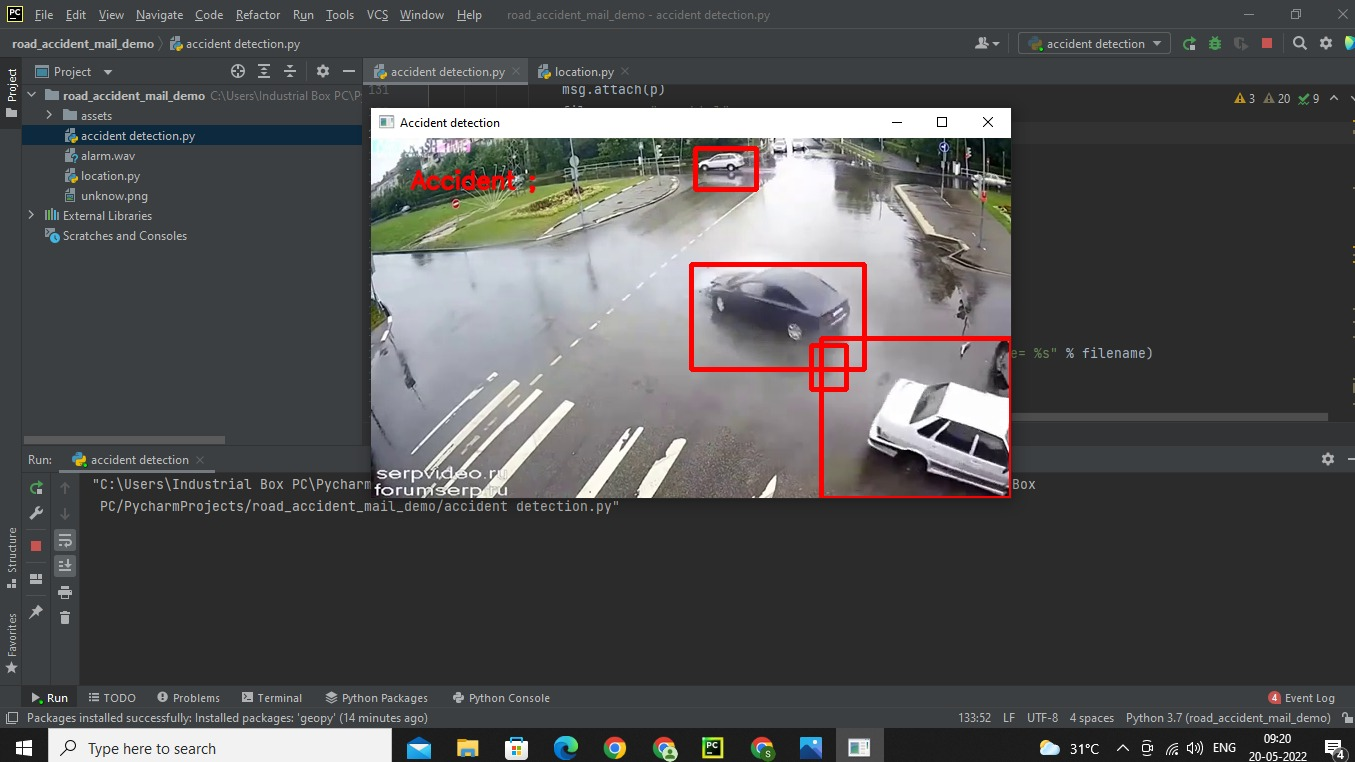 PC File Edit View Navigate Code Refactor Run Tools VCS Window Help road_accident_mail_demo - accident detection.py
road_accident_mail_demo accident detection.py accident detection
Project accident detection.py location.py
Project
131 msg.attach(p)
3 20 9
road_accident_mail_demo C:\Users\Industrial Box PC\P
assets
accident detection.py
alarm.wav
location.py
unknow.png
External Libraries
Scratches and Consoles
Accident detection
Accident ;
serpvideo.ru
forumserp.ru
e= %s" % filename)
Run: accident detection
"C:\Users\Industrial Box PC\Pycharm Box
PC/PycharmProjects/road_accident_mail_demo/accident detection.py"
Structure
Favorites
Run TODO Problems Terminal Python Packages Python Console 4 Event Log
Packages installed successfully: Installed packages: 'geopy' (14 minutes ago) 133:52 LF UTF-8 4 spaces Python 3.7 (road_accident_mail_demo)
Type here to search PC S 31°C ENG 09:20
20-05-2022 4